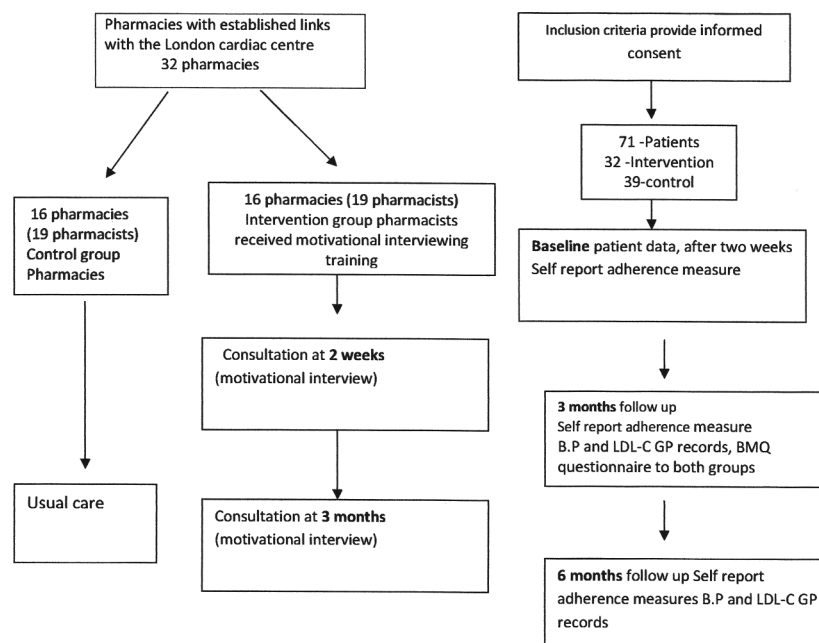 Pharmacies with established links
with the London cardiac centre
32 pharmacies
16 pharmacies
(19 pharmacists)
Control group
Pharmacies
Usual care
16 pharmacies (19 pharmacists)
Intervention group pharmacists
received motivational interviewing
training
Consultation at 2 weeks
(motivational interview)
Consultation at 3 months
(motivational interview)
Inclusion criteria provide informed
consent
71 -Patients
32 -Intervention
39-control
Baseline patient data, after two weeks
Self report adherence measure
3 months follow up
Self report adherence measure
B.P and LDL-C GP records, BMQ
questionnaire to both groups
6 months follow up Self report
adherence measures B.P and LDL-C GP
records